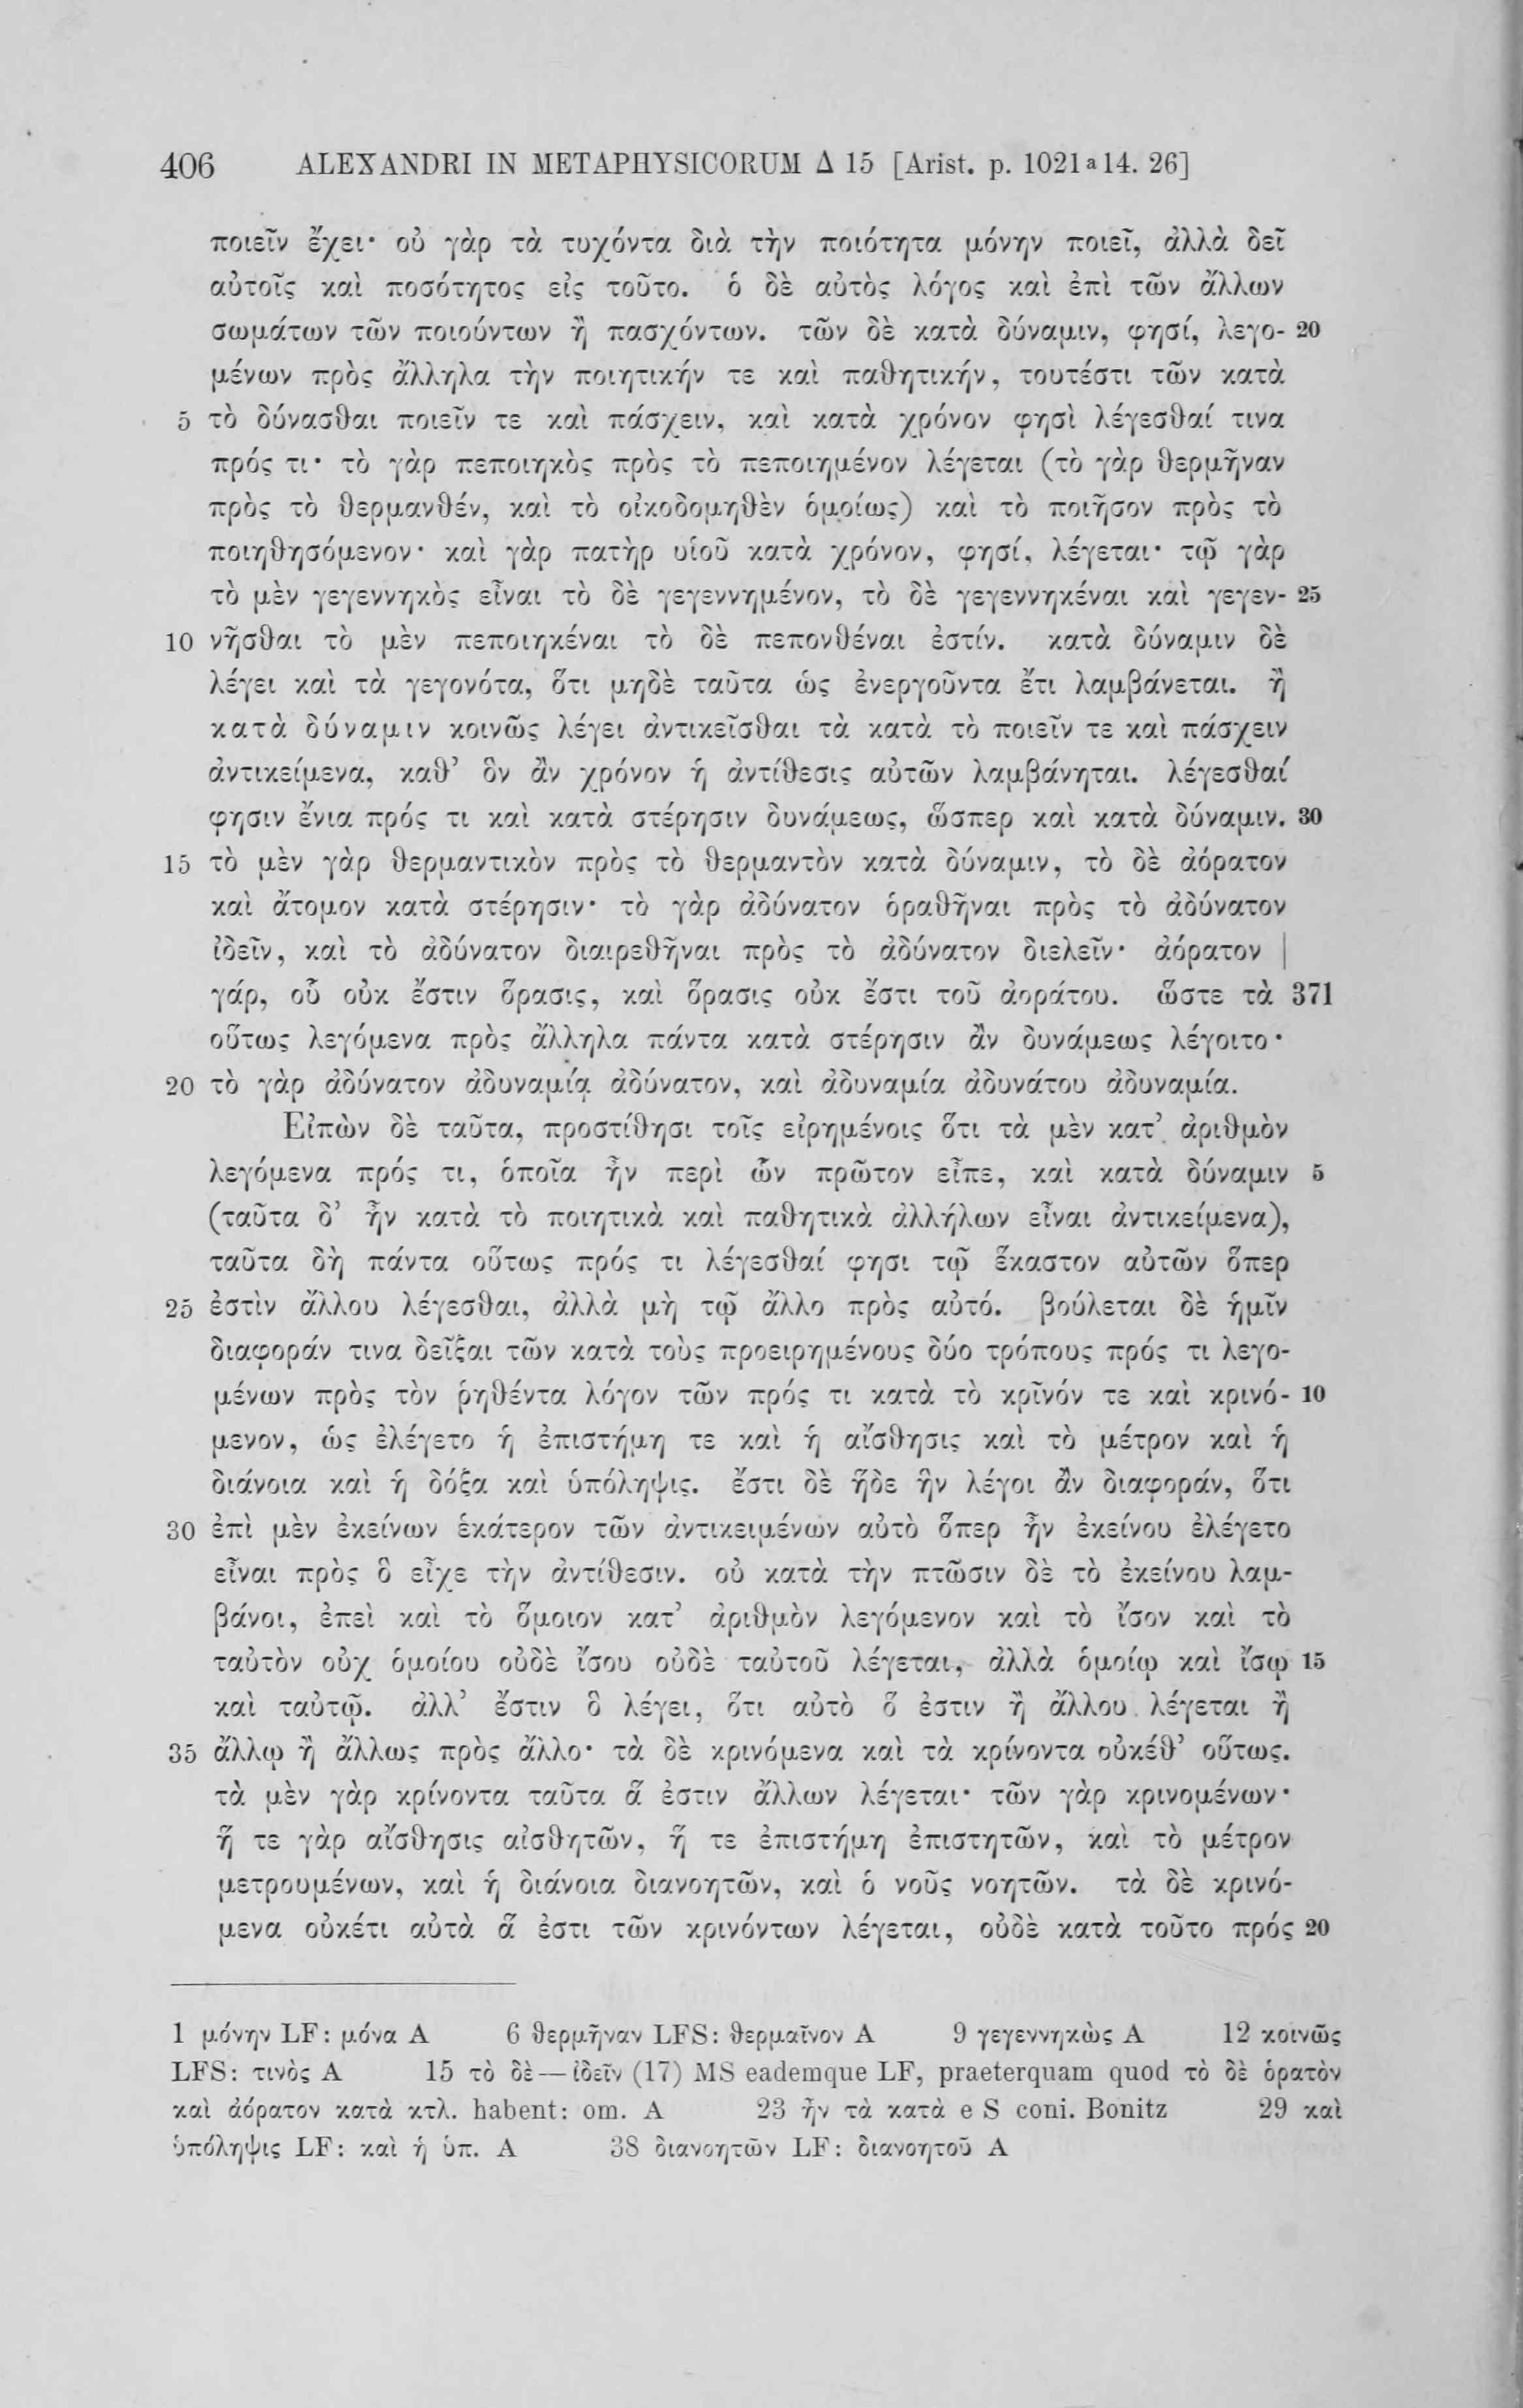 406 ALEXANDRI IN METAPHYSICORUM Δ 15 [Arist. p. 1021a14. 26]
ποιεῖν ἔχει· οὐ γὰρ τὰ τυχόντα διὰ τὴν ποιότητα μόνην ποιεῖ, ἀλλὰ δεῖ
αὐτοῖς καὶ ποσότητος εἰς τοῦτο. ὁ δὲ αὐτὸς λόγος καὶ ἐπὶ τῶν ἄλλων
σωμάτων τῶν ποιούντων ἢ πασχόντων. τῶν δὲ κατὰ δύναμιν, φησί, λεγο- 20
μένων πρὸς ἄλληλα τὴν ποιητικήν τε καὶ παθητικήν, τουτέστι τῶν κατὰ
5 τὸ δύνασθαι ποιεῖν τε καὶ πάσχειν, καὶ κατὰ χρόνον φησὶ λέγεσθαί τινα
πρός τι· τὸ γὰρ πεποιηκὸς πρὸς τὸ πεποιημένον λέγεται (τὸ γὰρ θερμῆναν
πρὸς τὸ θερμανθέν, καὶ τὸ οἰκοδομηθὲν ὁμοίως) καὶ τὸ ποιῆσον πρὸς τὸ
ποιηθησόμενον· καὶ γὰρ πατὴρ υἱοῦ κατὰ χρόνον, φησί, λέγεται· τῷ γὰρ
τὸ μὲν γεγεννηκὸς εἶναι τὸ δὲ γεγεννημένον, τὸ δὲ γεγεννηκέναι καὶ γεγεν- 25
10 νῆσθαι τὸ μὲν πεποιηκέναι τὸ δὲ πεπονθέναι ἐστίν. κατὰ δύναμιν δὲ
λέγει καὶ τὰ γεγονότα, ὅτι μηδὲ ταῦτα ὡς ἐνεργοῦντα ἔτι λαμβάνεται. ἢ
κατὰ δύναμιν κοινῶς λέγει ἀντικεῖσθαι τὰ κατὰ τὸ ποιεῖν τε καὶ πάσχειν
ἀντικείμενα, καθ’ ὃν ἂν χρόνον ἡ ἀντίθεσις αὐτῶν λαμβάνηται. λέγεσθαί
φησιν ἔνια πρός τι καὶ κατὰ στέρησιν δυνάμεως, ὥσπερ καὶ κατὰ δύναμιν. 30
15 τὸ μὲν γὰρ θερμαντικὸν πρὸς τὸ θερμαντὸν κατὰ δύναμιν, τὸ δὲ ἀόρατον
καὶ ἄτομον κατὰ στέρησιν· τὸ γὰρ ἀδύνατον ὁραθῆναι πρὸς τὸ ἀδύνατον
ἰδεῖν, καὶ τὸ ἀδύνατον διαιρεθῆναι πρὸς τὸ ἀδύνατον διελεῖν· ἀόρατον |
γάρ, οὗ οὐκ ἔστιν ὅρασις, καὶ ὅρασις οὐκ ἔστι τοῦ ἀοράτου. ὥστε τὰ 371
οὕτως λεγόμενα πρὸς ἄλληλα πάντα κατὰ στέρησιν ἂν δυνάμεως λέγοιτο·
20 τὸ γὰρ ἀδύνατον ἀδυναμίᾳ ἀδύνατον, καὶ ἀδυναμία ἀδυνάτου ἀδυναμία.
Εἰπὼν δὲ ταῦτα, προστίθησι τοῖς εἰρημένοις ὅτι τὰ μὲν κατ’ ἀριθμὸν
λεγόμενα πρός τι, ὁποῖα ἦν περὶ ὧν πρῶτον εἶπε, καὶ κατὰ δύναμιν 5
(ταῦτα δ’ ἦν κατὰ τὸ ποιητικὰ καὶ παθητικὰ ἀλλήλων εἶναι ἀντικείμενα),
ταῦτα δὴ πάντα οὕτως πρός τι λέγεσθαί φησι τῷ ἕκαστον αὐτῶν ὅπερ
25 ἐστὶν ἄλλου λέγεσθαι, ἀλλὰ μὴ τῷ ἄλλο πρὸς αὐτό. βούλεται δὲ ἡμῖν
διαφοράν τινα δεῖξαι τῶν κατὰ τοὺς προειρημένους δύο τρόπους πρός τι λεγο-
μένων πρὸς τὸν ῥηθέντα λόγον τῶν πρός τι κατὰ τὸ κρῖνόν τε καὶ κρινό- 10
μενον, ὡς ἐλέγετο ἡ ἐπιστήμη τε καὶ ἡ αἴσθησις καὶ τὸ μέτρον καὶ ἡ
διάνοια καὶ ἡ δόξα καὶ ὑπόληψις. ἔστι δὲ ἥδε ἣν λέγοι ἂν διαφοράν, ὅτι
30 ἐπὶ μὲν ἐκείνων ἑκάτερον τῶν ἀντικειμένων αὐτὸ ὅπερ ἦν ἐκείνου ἐλέγετο
εἶναι πρὸς ὃ εἶχε τὴν ἀντίθεσιν. οὐ κατὰ τὴν πτῶσιν δὲ τὸ ἐκείνου λαμ-
βάνοι, ἐπεὶ καὶ τὸ ὅμοιον κατ’ ἀριθμὸν λεγόμενον καὶ τὸ ἴσον καὶ τὸ
ταὐτὸν οὐχ ὁμοίου οὐδὲ ἴσου οὐδὲ ταὐτοῦ λέγεται, ἀλλὰ ὁμοίῳ καὶ ἴσῳ 15
καὶ ταὐτῷ. ἀλλ’ ἔστιν ὃ λέγει, ὅτι αὐτὸ ὅ ἐστιν ἢ ἄλλου λέγεται ἢ
35 ἄλλῳ ἢ ἄλλως πρὸς ἄλλο· τὰ δὲ κρινόμενα καὶ τὰ κρίνοντα οὐκέθ’ οὕτως.
τὰ μὲν γὰρ κρίνοντα ταῦτα ἅ ἐστιν ἄλλων λέγεται· τῶν γὰρ κρινομένων·
ἥ τε γὰρ αἴσθησις αἰσθητῶν, ἥ τε ἐπιστήμη ἐπιστητῶν, καὶ τὸ μέτρον
μετρουμένων, καὶ ἡ διάνοια διανοητῶν, καὶ ὁ νοῦς νοητῶν. τὰ δὲ κρινό-
μενα οὐκέτι αὐτὰ ἅ ἐστι τῶν κρινόντων λέγεται, οὐδὲ κατὰ τοῦτο πρός 20
1 μόνην LF: μόνα A 6 θερμῆναν LFS: θερμαῖνον A 9 γεγεννηκὼς A 12 κοινῶς
LFS: τινὸς A 15 τὸ δὲ — ἰδεῖν (17) MS eademque LF, praeterquam quod τὸ δὲ ὁρατὸν
καὶ ἀόρατον κατὰ κτλ. habent: om. A 23 ἦν τὰ κατὰ e S coni. Bonitz 29 καὶ
ὑπόληψις LF: καὶ ἡ ὑπ. A 38 διανοητῶν LF: διανοητοῦ A